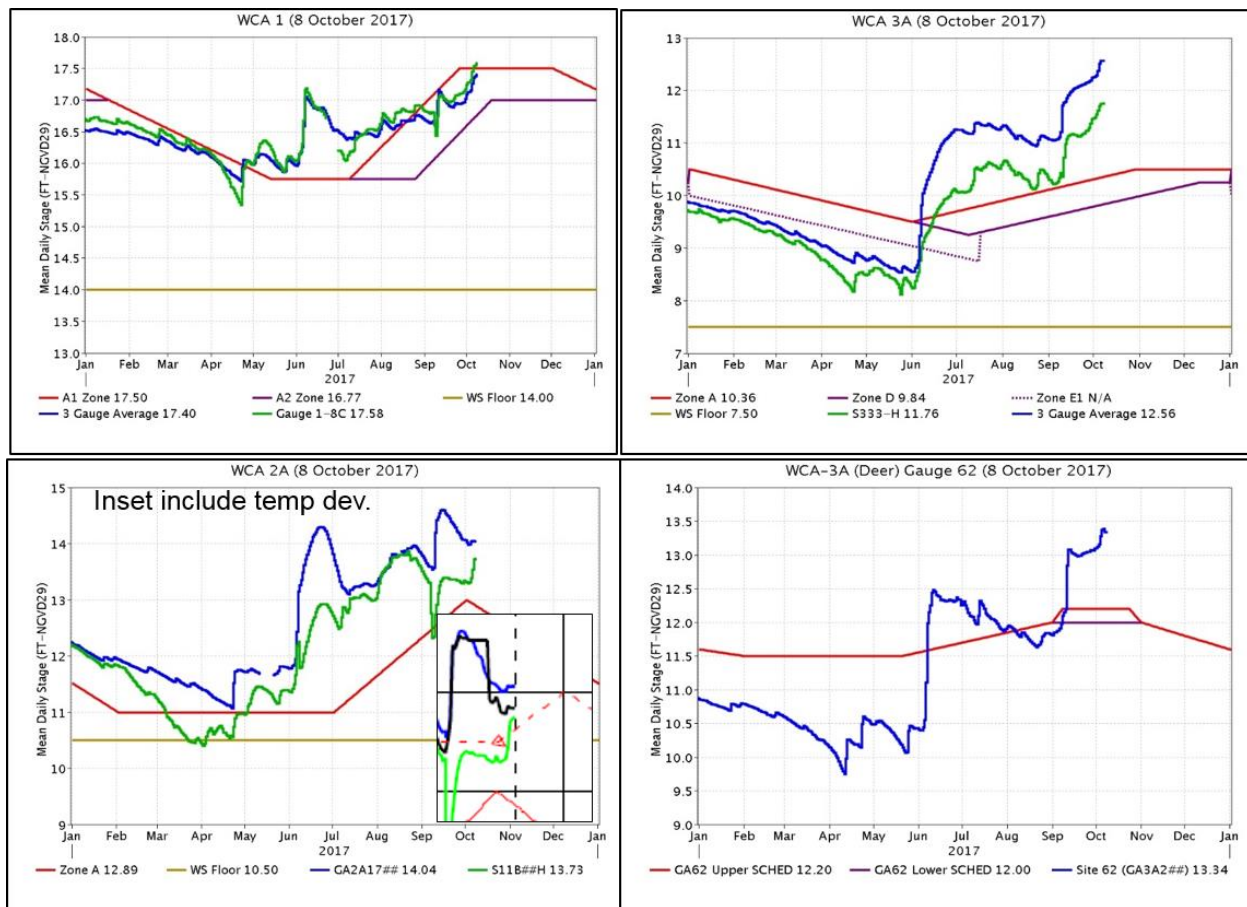 WCA 1 (8 October 2017)
Mean Daily Stage (FT-NGVD29)
18.0
17.5
17.0
16.5
16.0
15.5
15.0
14.5
14.0
13.5
13.0
Jan Feb Mar Apr May Jun Jul Aug Sep Oct Nov Dec Jan
2017
A1 Zone 17.50 A2 Zone 16.77 WS Floor 14.00
3 Gauge Average 17.40 Gauge 1-8C 17.58
WCA 3A (8 October 2017)
Mean Daily Stage (FT-NGVD29)
13
12
11
10
9
8
7
Jan Feb Mar Apr May Jun Jul Aug Sep Oct Nov Dec Jan
2017
Zone A 10.36 Zone D 9.84 Zone E1 N/A
WS Floor 7.50 S333-H 11.76 3 Gauge Average 12.56
WCA 2A (8 October 2017)
Inset include temp dev.
Mean Daily Stage (FT-NGVD29)
15
14
13
12
11
10
9
Jan Feb Mar Apr May Jun Jul Aug Sep Oct Nov Dec Jan
2017
Zone A 12.89 WS Floor 10.50 GA2A17## 14.04 S11B##H 13.73
WCA-3A (Deer) Gauge 62 (8 October 2017)
Mean Daily Stage (FT-NGVD29)
14.0
13.5
13.0
12.5
12.0
11.5
11.0
10.5
10.0
9.5
9.0
Jan Feb Mar Apr May Jun Jul Aug Sep Oct Nov Dec Jan
2017
GA62 Upper SCHED 12.20 GA62 Lower SCHED 12.00 Site 62 (GA3A2##) 13.34